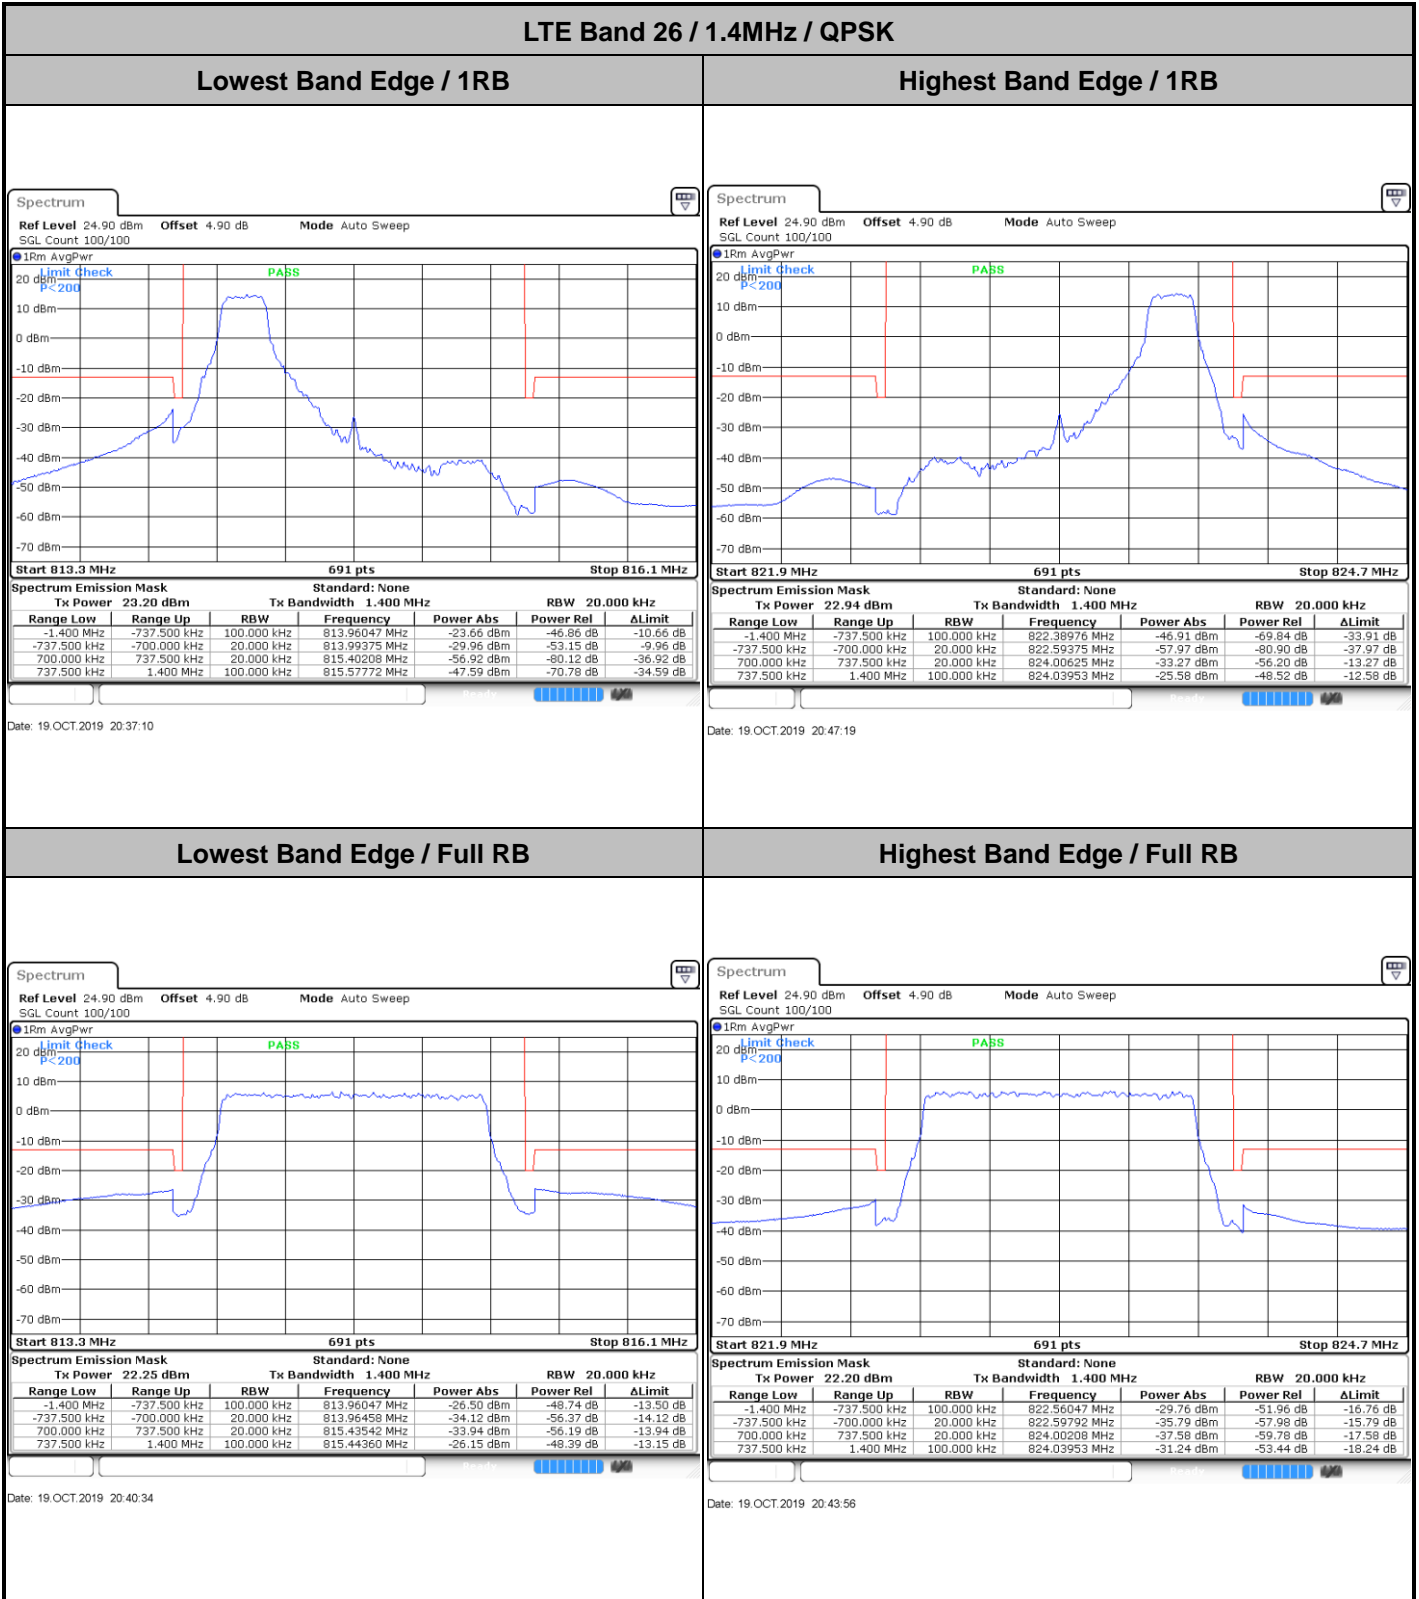 LTE Band 26 / 1.4MHz / QPSK
Lowest Band Edge / 1RB
Highest Band Edge / 1RB
Spectrum
Ref Level 24.90 dBm Offset 4.90 dB Mode Auto Sweep
SGL Count 100/100
1Rm AvgPwr
Limit Check PASS
P<200
20 dBm
10 dBm
0 dBm
-10 dBm
-20 dBm
-30 dBm
-40 dBm
-50 dBm
-60 dBm
-70 dBm
Start 813.3 MHz 691 pts Stop 816.1 MHz
Spectrum Emission Mask Standard: None
Tx Power 23.20 dBm Tx Bandwidth 1.400 MHz RBW 20.000 kHz
Range Low Range Up RBW Frequency Power Abs Power Rel ΔLimit
-1.400 MHz -737.500 kHz 100.000 kHz 813.96047 MHz -23.66 dBm -46.86 dB -10.66 dB
-737.500 kHz -700.000 kHz 20.000 kHz 813.99375 MHz -29.96 dBm -53.15 dB -9.96 dB
700.000 kHz 737.500 kHz 20.000 kHz 815.40208 MHz -56.92 dBm -80.12 dB -36.92 dB
737.500 kHz 1.400 MHz 100.000 kHz 815.57772 MHz -47.59 dBm -70.78 dB -34.59 dB
Ready
Date: 19.OCT.2019 20:37:10
Spectrum
Ref Level 24.90 dBm Offset 4.90 dB Mode Auto Sweep
SGL Count 100/100
1Rm AvgPwr
Limit Check PASS
P<200
20 dBm
10 dBm
0 dBm
-10 dBm
-20 dBm
-30 dBm
-40 dBm
-50 dBm
-60 dBm
-70 dBm
Start 821.9 MHz 691 pts Stop 824.7 MHz
Spectrum Emission Mask Standard: None
Tx Power 22.94 dBm Tx Bandwidth 1.400 MHz RBW 20.000 kHz
Range Low Range Up RBW Frequency Power Abs Power Rel ΔLimit
-1.400 MHz -737.500 kHz 100.000 kHz 822.38976 MHz -46.91 dBm -69.84 dB -33.91 dB
-737.500 kHz -700.000 kHz 20.000 kHz 822.59375 MHz -57.97 dBm -80.90 dB -37.97 dB
700.000 kHz 737.500 kHz 20.000 kHz 824.00625 MHz -33.27 dBm -56.20 dB -13.27 dB
737.500 kHz 1.400 MHz 100.000 kHz 824.03953 MHz -25.58 dBm -48.52 dB -12.58 dB
Ready
Date: 19.OCT.2019 20:47:19
Lowest Band Edge / Full RB
Highest Band Edge / Full RB
Spectrum
Ref Level 24.90 dBm Offset 4.90 dB Mode Auto Sweep
SGL Count 100/100
1Rm AvgPwr
Limit Check PASS
P<200
20 dBm
10 dBm
0 dBm
-10 dBm
-20 dBm
-30 dBm
-40 dBm
-50 dBm
-60 dBm
-70 dBm
Start 813.3 MHz 691 pts Stop 816.1 MHz
Spectrum Emission Mask Standard: None
Tx Power 22.25 dBm Tx Bandwidth 1.400 MHz RBW 20.000 kHz
Range Low Range Up RBW Frequency Power Abs Power Rel ΔLimit
-1.400 MHz -737.500 kHz 100.000 kHz 813.96047 MHz -26.50 dBm -48.74 dB -13.50 dB
-737.500 kHz -700.000 kHz 20.000 kHz 813.96458 MHz -34.12 dBm -56.37 dB -14.12 dB
700.000 kHz 737.500 kHz 20.000 kHz 815.43542 MHz -33.94 dBm -56.19 dB -13.94 dB
737.500 kHz 1.400 MHz 100.000 kHz 815.44360 MHz -26.15 dBm -48.39 dB -13.15 dB
Ready
Date: 19.OCT.2019 20:40:34
Spectrum
Ref Level 24.90 dBm Offset 4.90 dB Mode Auto Sweep
SGL Count 100/100
1Rm AvgPwr
Limit Check PASS
P<200
20 dBm
10 dBm
0 dBm
-10 dBm
-20 dBm
-30 dBm
-40 dBm
-50 dBm
-60 dBm
-70 dBm
Start 821.9 MHz 691 pts Stop 824.7 MHz
Spectrum Emission Mask Standard: None
Tx Power 22.20 dBm Tx Bandwidth 1.400 MHz RBW 20.000 kHz
Range Low Range Up RBW Frequency Power Abs Power Rel ΔLimit
-1.400 MHz -737.500 kHz 100.000 kHz 822.56047 MHz -29.76 dBm -51.96 dB -16.76 dB
-737.500 kHz -700.000 kHz 20.000 kHz 822.59792 MHz -35.79 dBm -57.98 dB -15.79 dB
700.000 kHz 737.500 kHz 20.000 kHz 824.00208 MHz -37.58 dBm -59.78 dB -17.58 dB
737.500 kHz 1.400 MHz 100.000 kHz 824.03953 MHz -31.24 dBm -53.44 dB -18.24 dB
Ready
Date: 19.OCT.2019 20:43:56